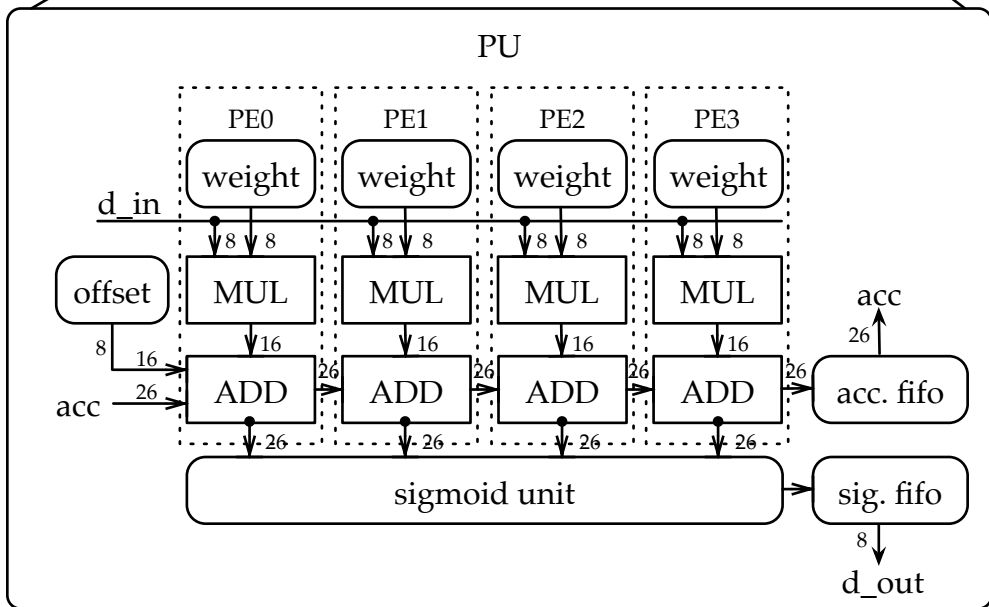 PU
PE0 PE1 PE2 PE3
weight weight weight weight
d_in
8 8 8 8 8 8 8 8
offset MUL MUL MUL MUL
acc
8 16 16 16 16 16 26
26 26 26 26
acc 26 ADD ADD ADD ADD acc. fifo
26 26 26 26
sigmoid unit sig. fifo
8
d_out